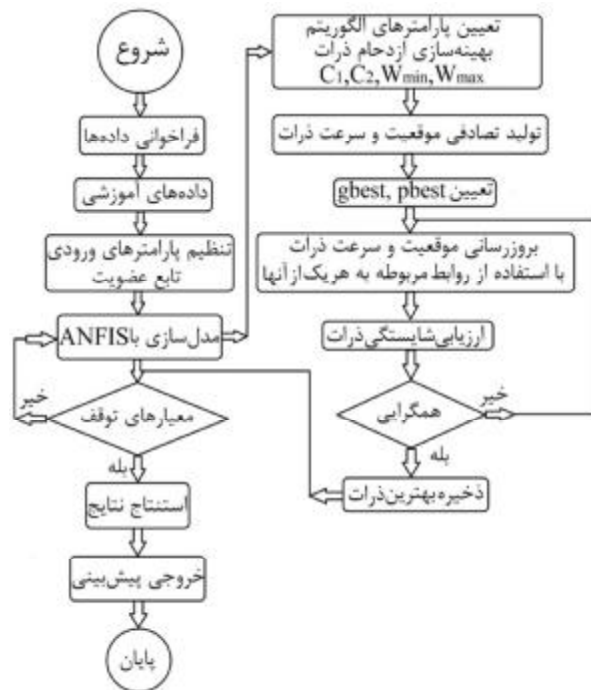 شروع
فراخوانی داده‌ها
داده‌های آموزشی
تنظیم پارامترهای ورودی
تابع عضویت
مدل‌سازی با ANFIS
معیارهای توقف
خیر
بله
استنتاج نتایج
خروجی پیش‌بینی
پایان
تعیین پارامترهای الگوریتم
بهینه‌سازی ازدحام ذرات
C1,C2,Wmin,Wmax
تولید تصادفی موقعیت و سرعت ذرات
تعیین gbest, pbest
بروزرسانی موقعیت و سرعت ذرات
با استفاده از روابط مربوطه به هریک از آنها
ارزیابی شایستگی ذرات
همگرایی
خیر
بله
ذخیره بهترین ذرات